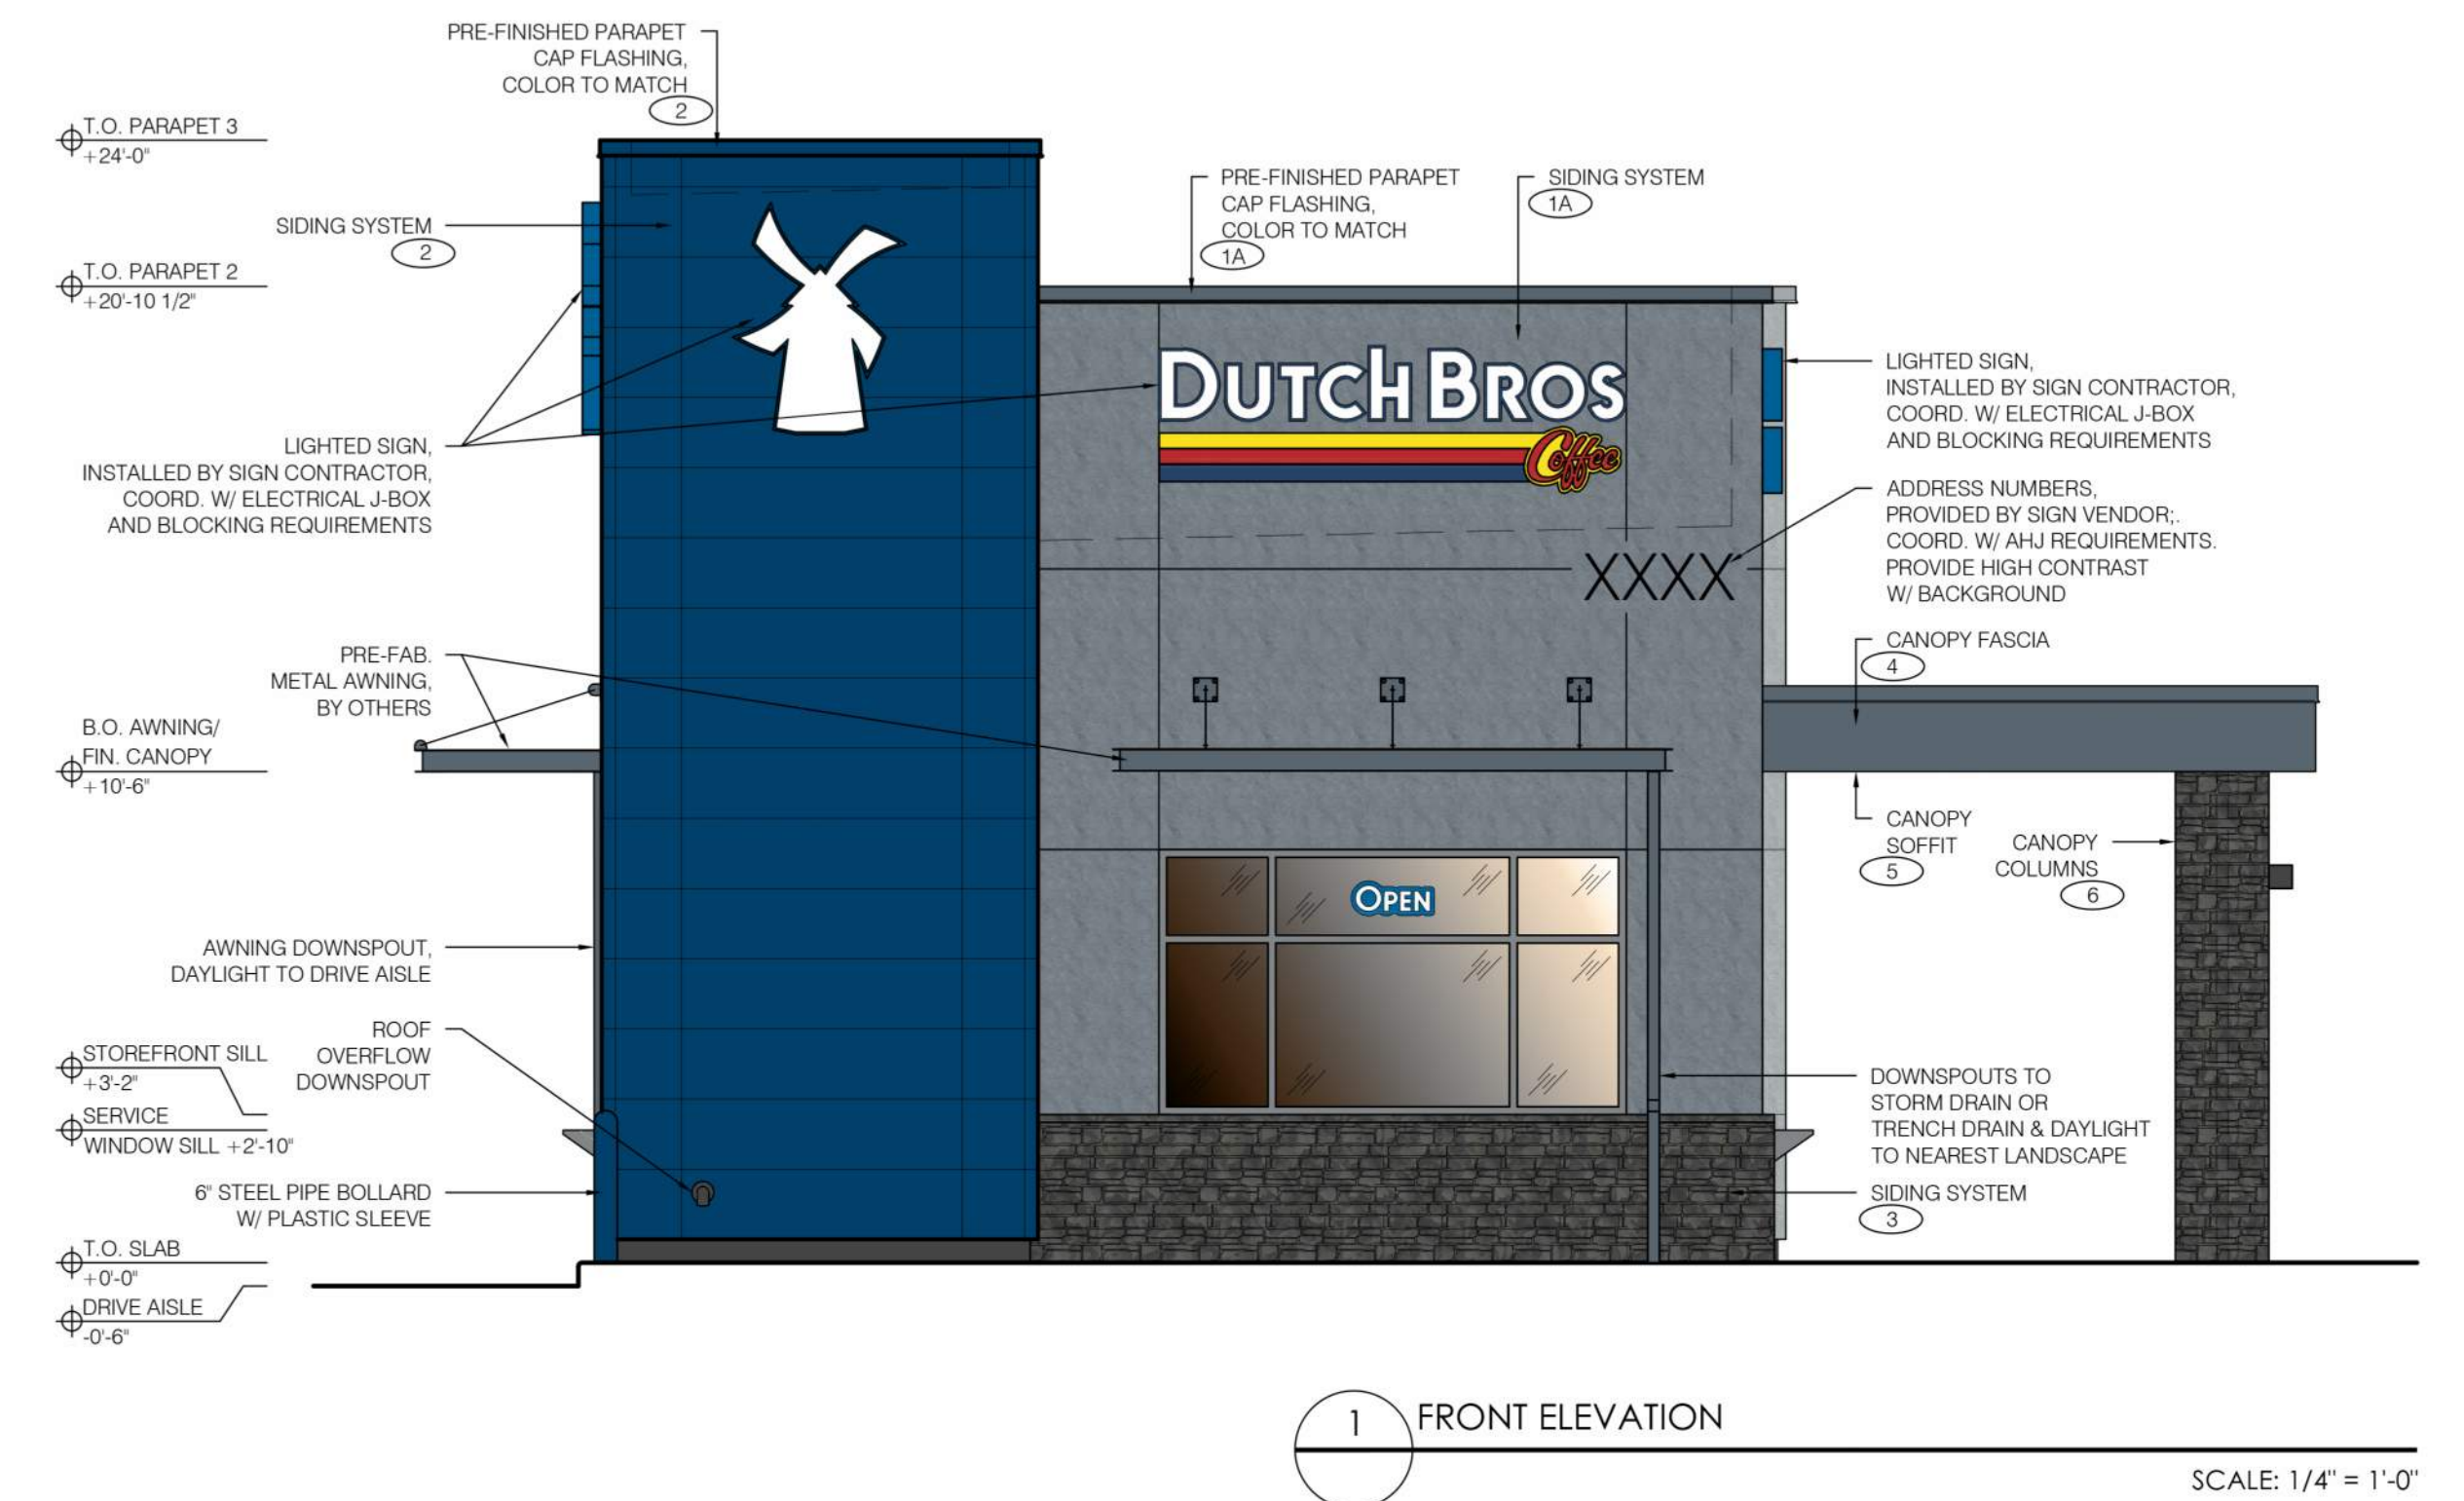 PRE-FINISHED PARAPET
CAP FLASHING,
COLOR TO MATCH
2
T.O. PARAPET 3
+24'-0"
SIDING SYSTEM
2
T.O. PARAPET 2
+20'-10 1/2"
PRE-FINISHED PARAPET
CAP FLASHING,
COLOR TO MATCH
1A
SIDING SYSTEM
1A
DUTCH BROS
Coffee
LIGHTED SIGN,
INSTALLED BY SIGN CONTRACTOR,
COORD. W/ ELECTRICAL J-BOX
AND BLOCKING REQUIREMENTS
LIGHTED SIGN,
INSTALLED BY SIGN CONTRACTOR,
COORD. W/ ELECTRICAL J-BOX
AND BLOCKING REQUIREMENTS
ADDRESS NUMBERS,
PROVIDED BY SIGN VENDOR;.
COORD. W/ AHJ REQUIREMENTS.
PROVIDE HIGH CONTRAST
W/ BACKGROUND
XXXX
PRE-FAB.
METAL AWNING,
BY OTHERS
CANOPY FASCIA
4
B.O. AWNING/
FIN. CANOPY
+10'-6"
CANOPY
SOFFIT
5
CANOPY
COLUMNS
6
OPEN
AWNING DOWNSPOUT,
DAYLIGHT TO DRIVE AISLE
ROOF
OVERFLOW
DOWNSPOUT
STOREFRONT SILL
+3'-2"
SERVICE
WINDOW SILL +2'-10"
DOWNSPOUTS TO
STORM DRAIN OR
TRENCH DRAIN & DAYLIGHT
TO NEAREST LANDSCAPE
6" STEEL PIPE BOLLARD
W/ PLASTIC SLEEVE
SIDING SYSTEM
3
T.O. SLAB
+0'-0"
DRIVE AISLE
-0'-6"
1
FRONT ELEVATION
SCALE: 1/4" = 1'-0"